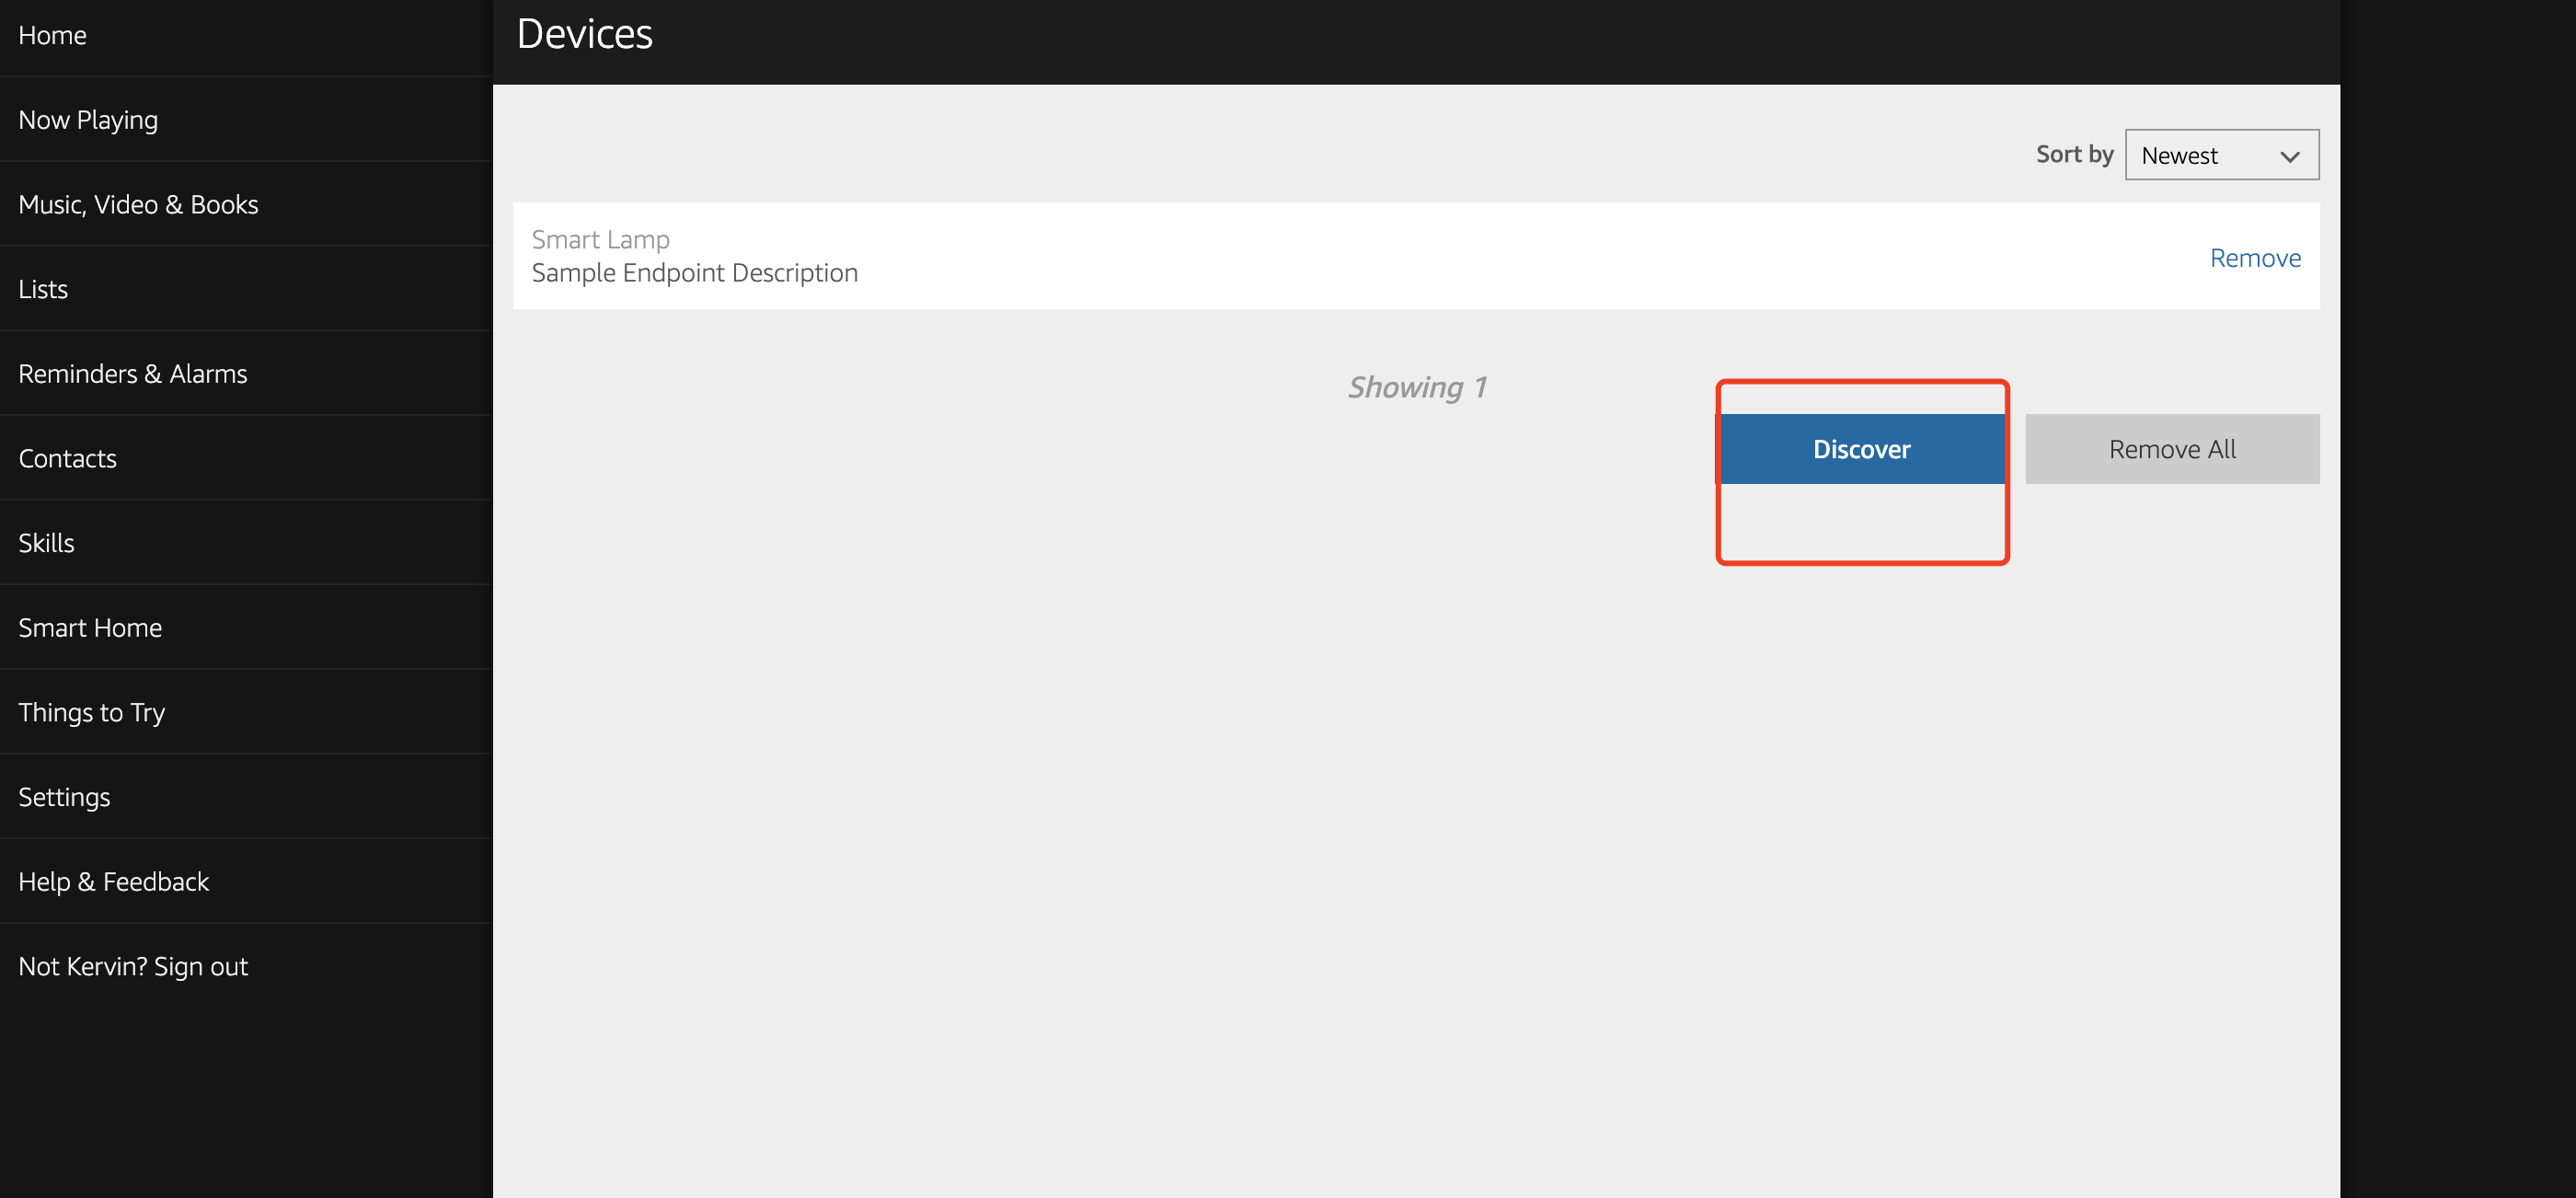 Home
Now Playing
Music, Video & Books
Lists
Reminders & Alarms
Contacts
Skills
Smart Home
Things to Try
Settings
Help & Feedback
Not Kervin? Sign out
Devices
Sort by Newest
Smart Lamp
Sample Endpoint Description
Remove
Showing 1
Discover
Remove All